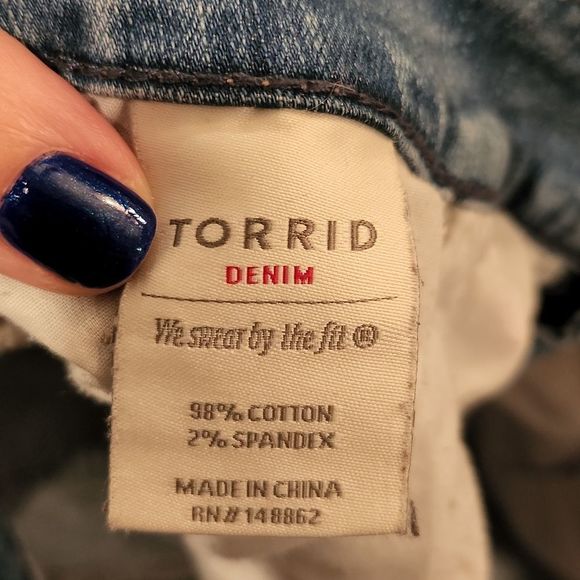 TORRID
DENIM
We swear by the fit ®
98% COTTON
2% SPANDEX
MADE IN CHINA
RN# 148862